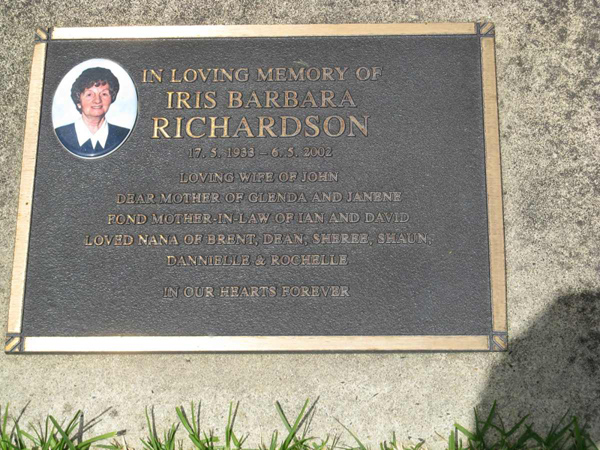 IN LOVING MEMORY OF
IRIS BARBARA
RICHARDSON
17. 5. 1933 – 6. 5. 2002
LOVING WIFE OF JOHN
DEAR MOTHER OF GLENDA AND JANENE
FOND MOTHER-IN-LAW OF IAN AND DAVID
LOVED NANA OF BRENT, DEAN, SHEREE, SHAUN,
DANNIELLE & ROCHELLE
IN OUR HEARTS FOREVER